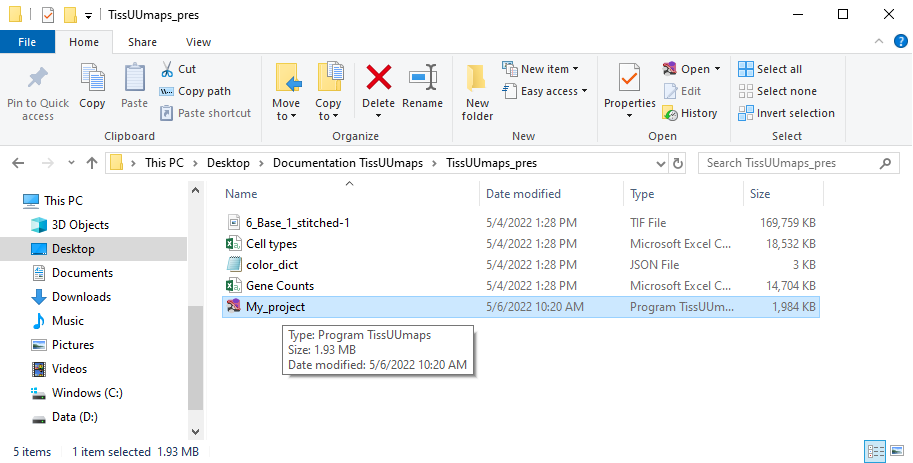 TissUUmaps_pres
File Home Share View
Pin to Quick access
Copy
Paste
Cut
Copy path
Paste shortcut
Clipboard
Move to
Copy to
Delete
Rename
Organize
New folder
New item
Easy access
New
Properties
Open
Edit
History
Open
Select all
Select none
Invert selection
Select
This PC Desktop Documentation TissUUmaps TissUUmaps_pres
Search TissUUmaps_pres
This PC
3D Objects
Desktop
Documents
Downloads
Music
Pictures
Videos
Windows (C:)
Data (D:)
Name Date modified Type Size
6_Base_1_stitched-1 5/4/2022 1:28 PM TIF File 169,759 KB
Cell types 5/4/2022 1:28 PM Microsoft Excel C... 18,532 KB
color_dict 5/4/2022 1:28 PM JSON File 3 KB
Gene Counts 5/4/2022 1:28 PM Microsoft Excel C... 14,704 KB
My_project 5/6/2022 10:20 AM Program TissUUm... 1,984 KB
Type: Program TissUUmaps
Size: 1.93 MB
Date modified: 5/6/2022 10:20 AM
5 items 1 item selected 1.93 MB